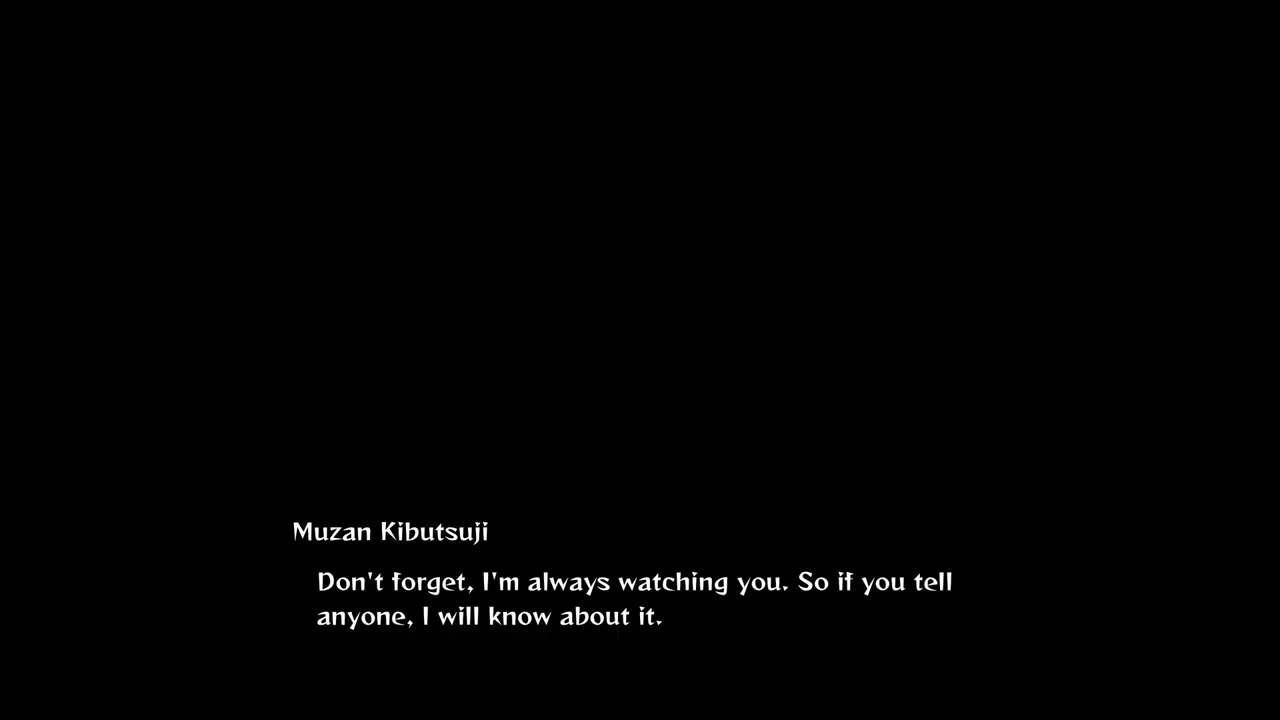 Muzan Kibutsuji
Don't forget, I'm always watching you. So if you tell
anyone, I will know about it.